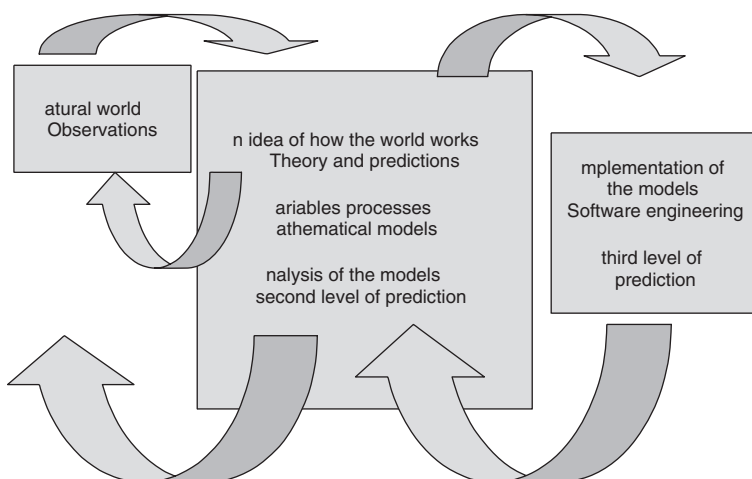 atural world
Observations
n idea of how the world works
Theory and predictions
ariables processes
athematical models
nalysis of the models
second level of prediction
mplementation of
the models
Software engineering
third level of
prediction